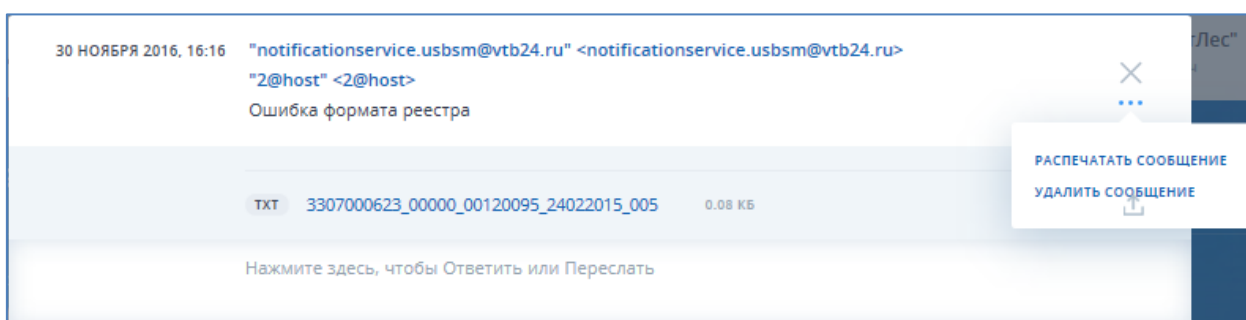 30 НОЯБРЯ 2016, 16:16 "notificationservice.usbsm@vtb24.ru" <notificationservice.usbsm@vtb24.ru>
"2@host" <2@host>
Ошибка формата реестра
Лес"
РАСПЕЧАТАТЬ СООБЩЕНИЕ
УДАЛИТЬ СООБЩЕНИЕ
TXT 3307000623_00000_00120095_24022015_005 0.08 КБ
Нажмите здесь, чтобы Ответить или Переслать